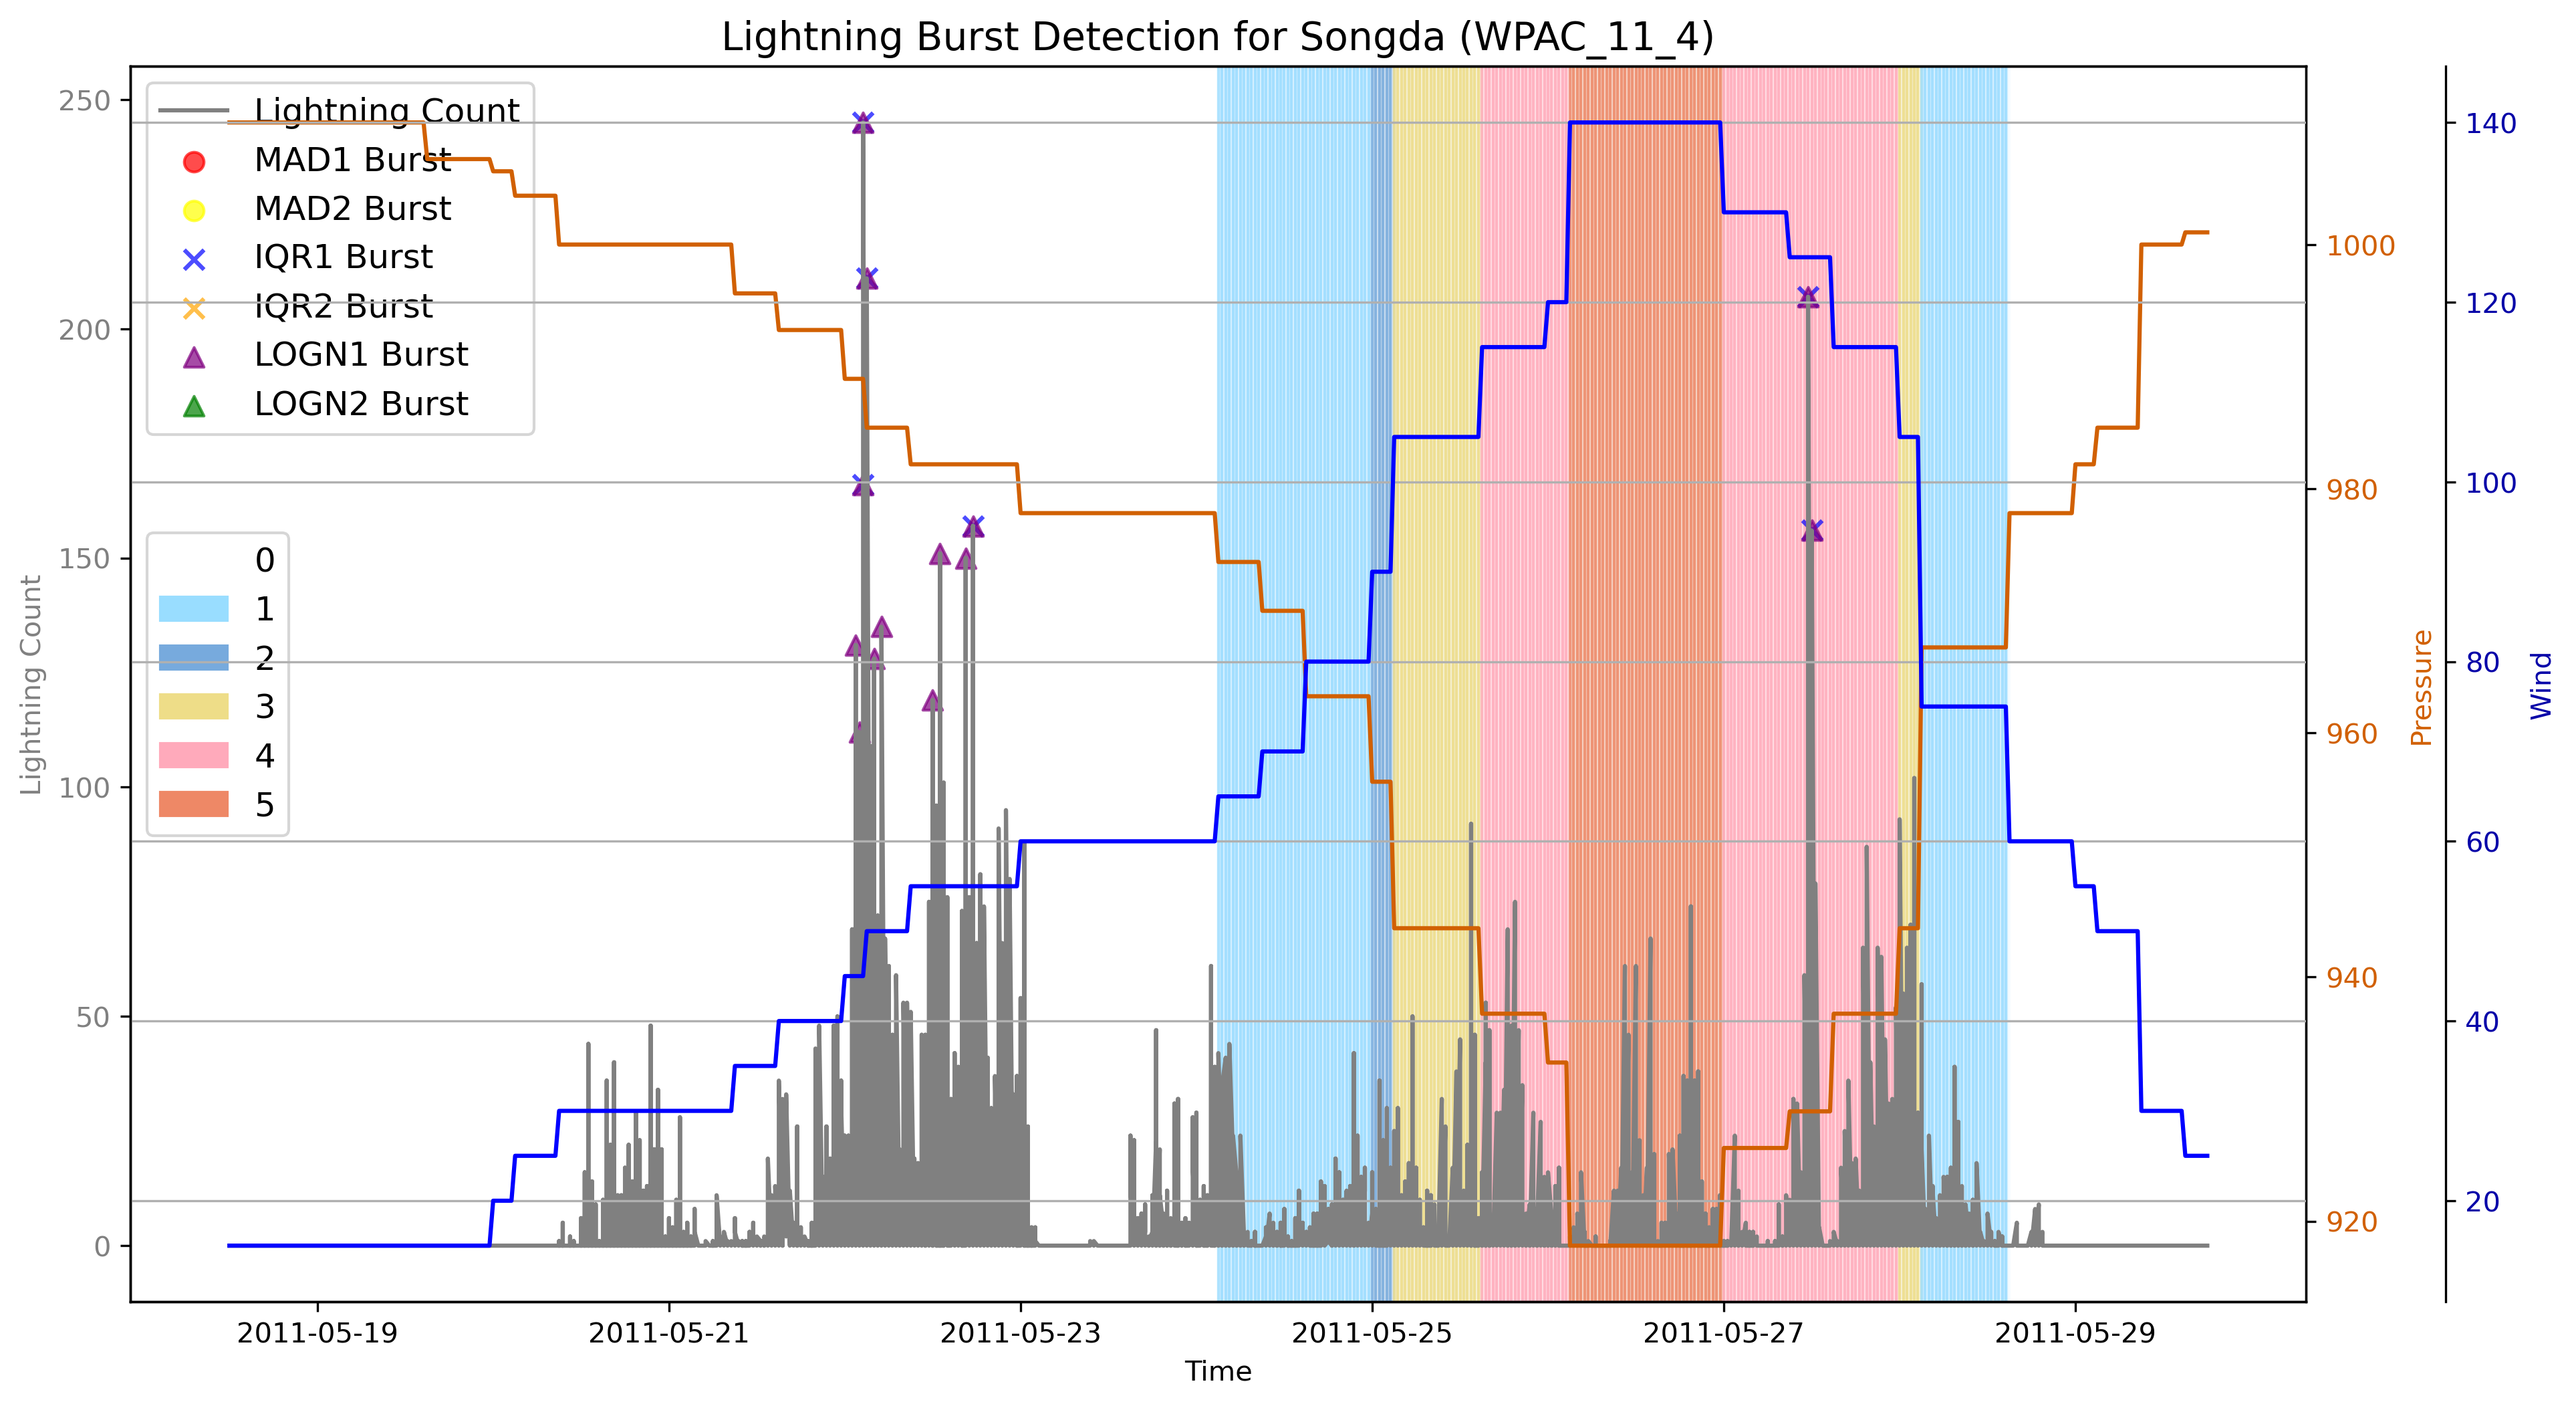 Lightning Burst Detection for Songda (WPAC_11_4)
Lightning Count
MAD1 Burst
MAD2 Burst
IQR1 Burst
IQR2 Burst
LOGN1 Burst
LOGN2 Burst
0
1
2
3
4
5
250
200
150
100
50
0
Lightning Count
2011-05-19
2011-05-21
2011-05-23
2011-05-25
2011-05-27
2011-05-29
Time
1000
980
960
940
920
Pressure
140
120
100
80
60
40
20
Wind